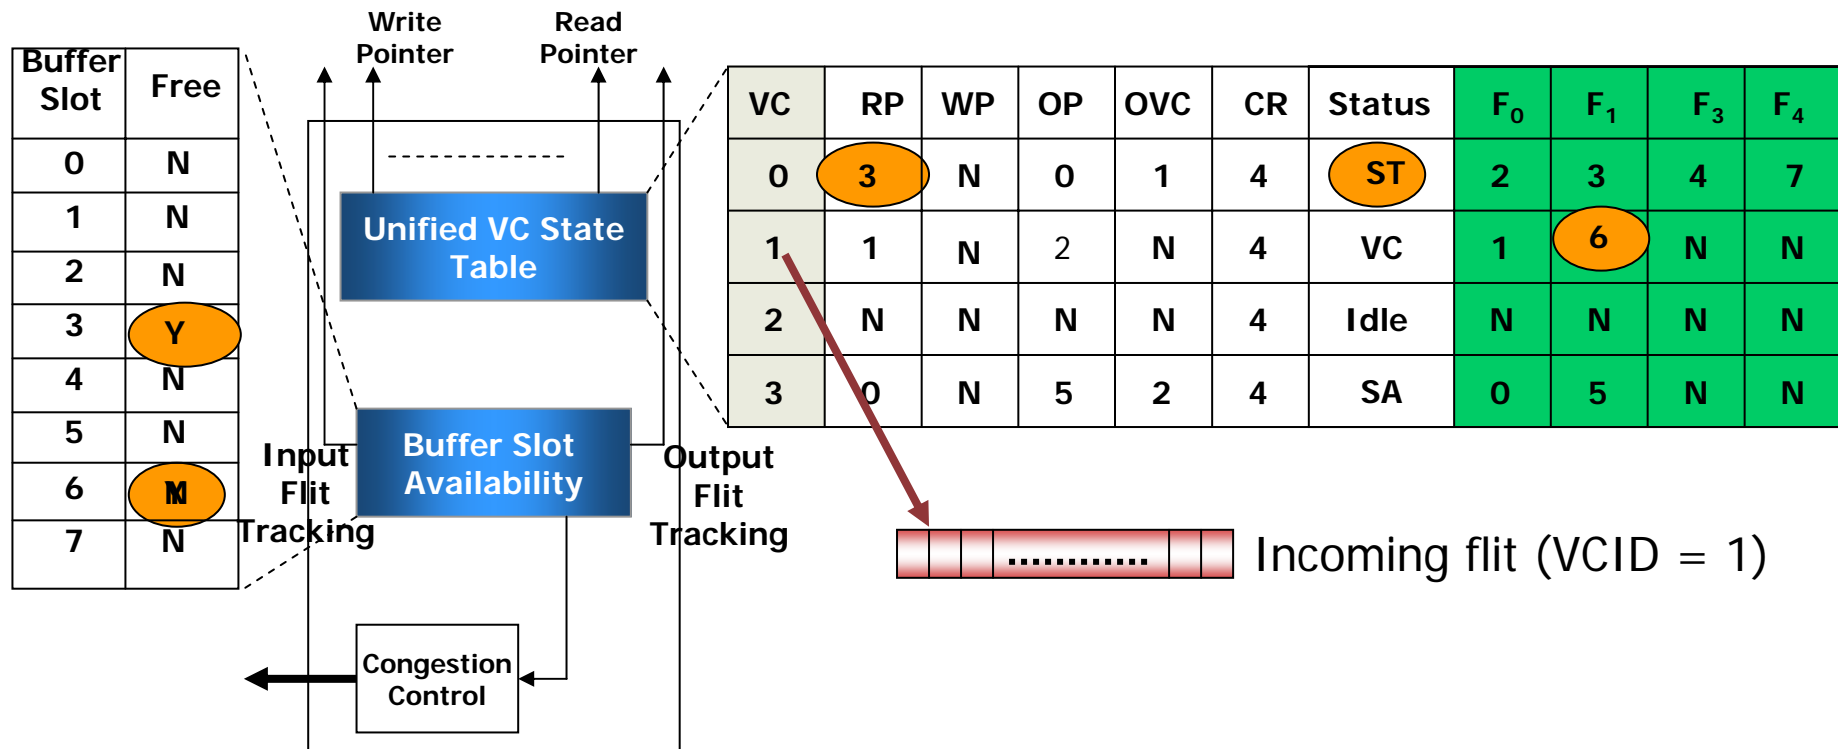 Buffer Slot Free
0 N
1 N
2 N
3 Y
4 N
5 N
6 N
7 N
Write Pointer
Read Pointer
Unified VC State
Table
Buffer Slot
Availability
Input
Flit
Tracking
Output
Flit
Tracking
Congestion
Control
VC RP WP OP OVC CR Status F0 F1 F3 F4
0 3 N 0 1 4 ST 2 3 4 7
1 1 N 2 N 4 VC 1 6 N N
2 N N N N 4 Idle N N N N
3 0 N 5 2 4 SA 0 5 N N
............
Incoming flit (VCID = 1)